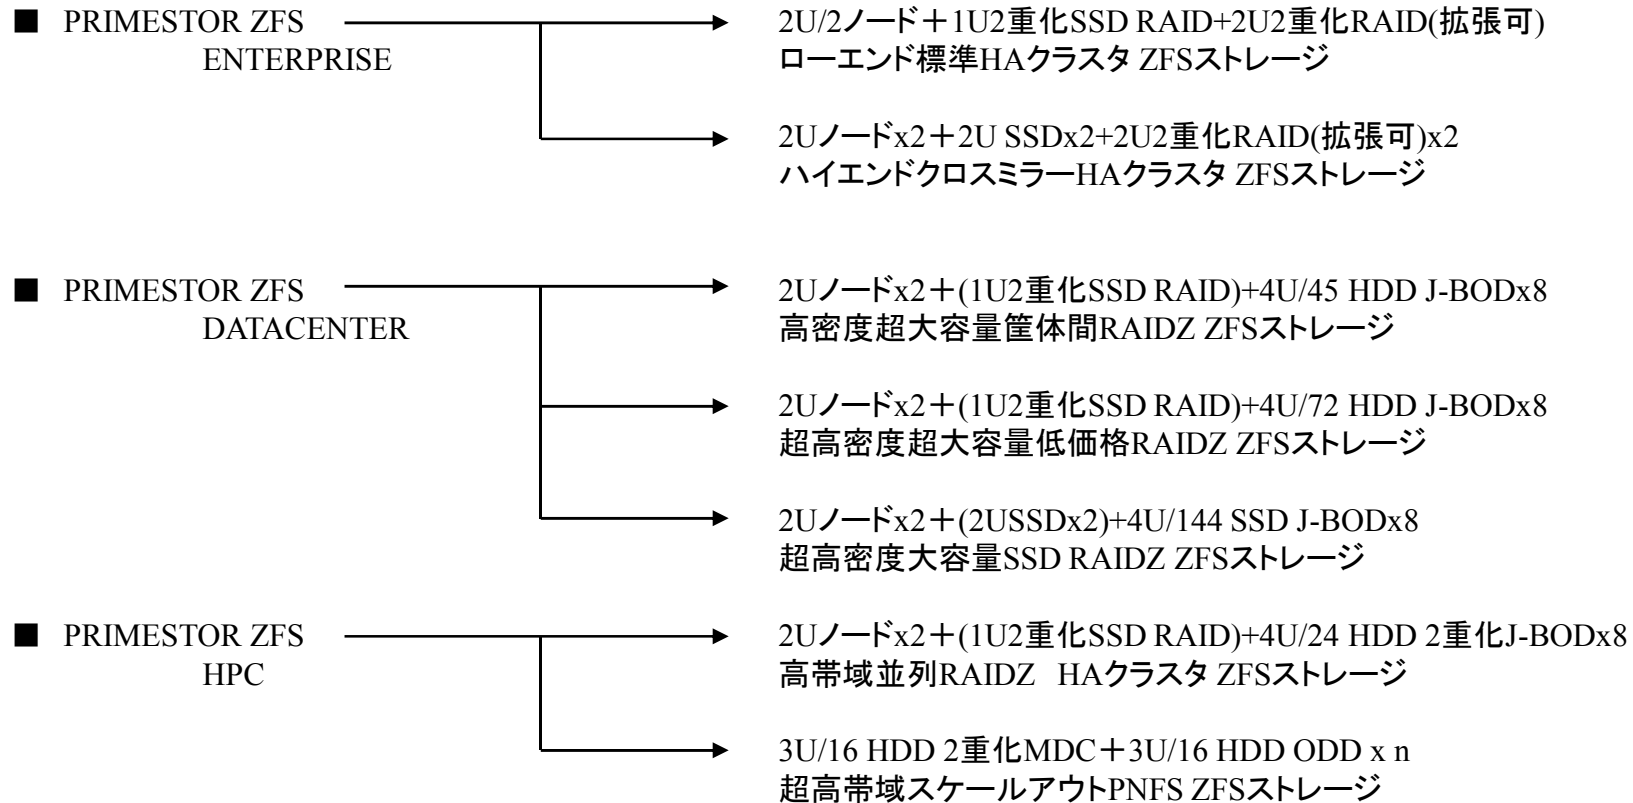 ■ PRIMESTOR ZFS
ENTERPRISE
2U/2ノード＋1U2重化SSD RAID+2U2重化RAID(拡張可)
ローエンド標準HAクラスタ ZFSストレージ
2Uノードx2＋2U SSDx2+2U2重化RAID(拡張可)x2
ハイエンドクロスミラーHAクラスタ ZFSストレージ
■ PRIMESTOR ZFS
DATACENTER
2Uノードx2＋(1U2重化SSD RAID)+4U/45 HDD J-BODx8
高密度超大容量筐体間RAIDZ ZFSストレージ
2Uノードx2＋(1U2重化SSD RAID)+4U/72 HDD J-BODx8
超高密度超大容量低価格RAIDZ ZFSストレージ
2Uノードx2＋(2USSDx2)+4U/144 SSD J-BODx8
超高密度大容量SSD RAIDZ ZFSストレージ
■ PRIMESTOR ZFS
HPC
2Uノードx2＋(1U2重化SSD RAID)+4U/24 HDD 2重化J-BODx8
高帯域並列RAIDZ HAクラスタ ZFSストレージ
3U/16 HDD 2重化MDC＋3U/16 HDD ODD x n
超高帯域スケールアウトPNFS ZFSストレージ